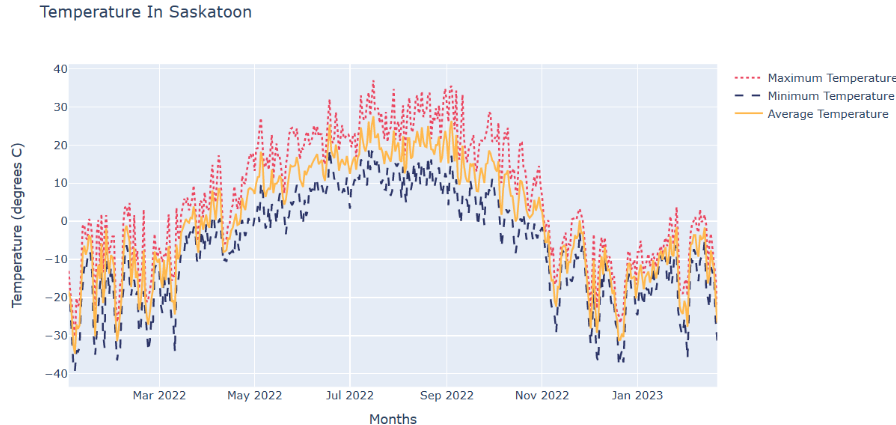 Temperature In Saskatoon
40
30
20
10
0
−10
−20
−30
−40
Temperature (degrees C)
Mar 2022
May 2022
Jul 2022
Sep 2022
Nov 2022
Jan 2023
Months
Maximum Temperature
Minimum Temperature
Average Temperature